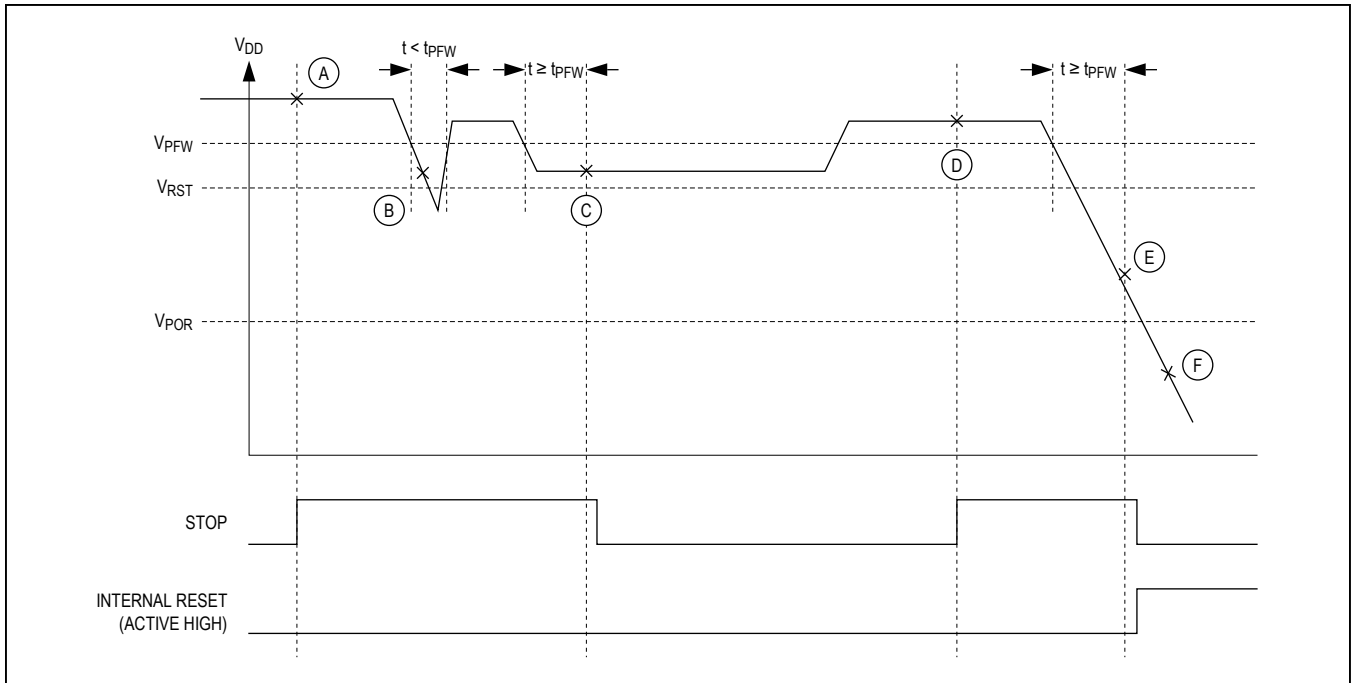 VDD
t < tPFW
t ≥ tPFW
t ≥ tPFW
A
VPFW
D
VRST
B
C
E
VPOR
F
STOP
INTERNAL RESET
(ACTIVE HIGH)